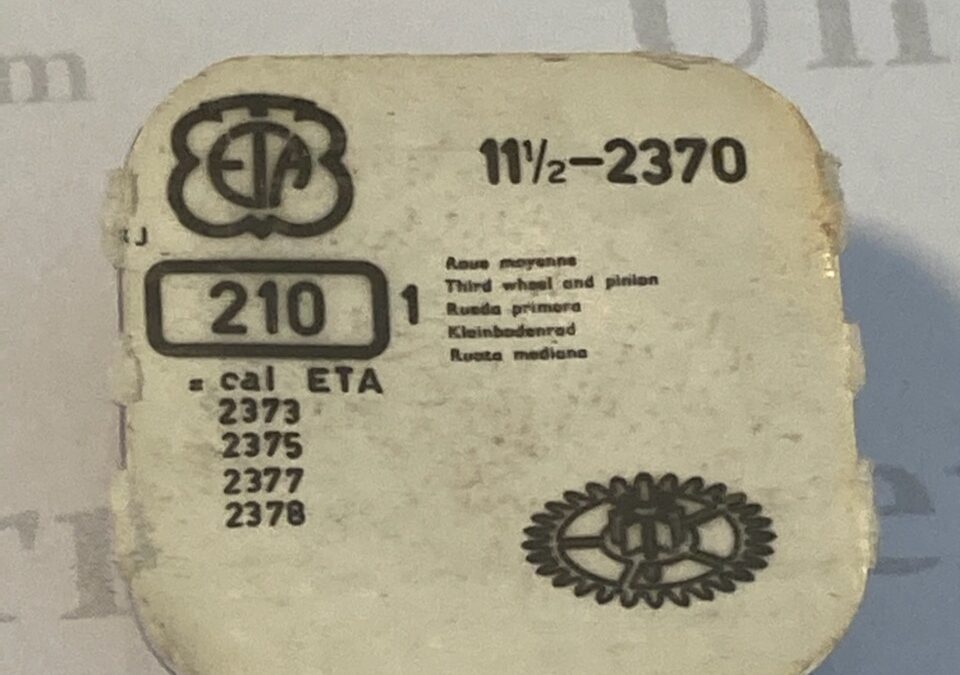 ETA
11½-2370
210 1
Roue moyenne
Third wheel and pinion
Rueda primera
Kleinbodenrad
Ruota mediana
= cal ETA
2373
2375
2377
2378